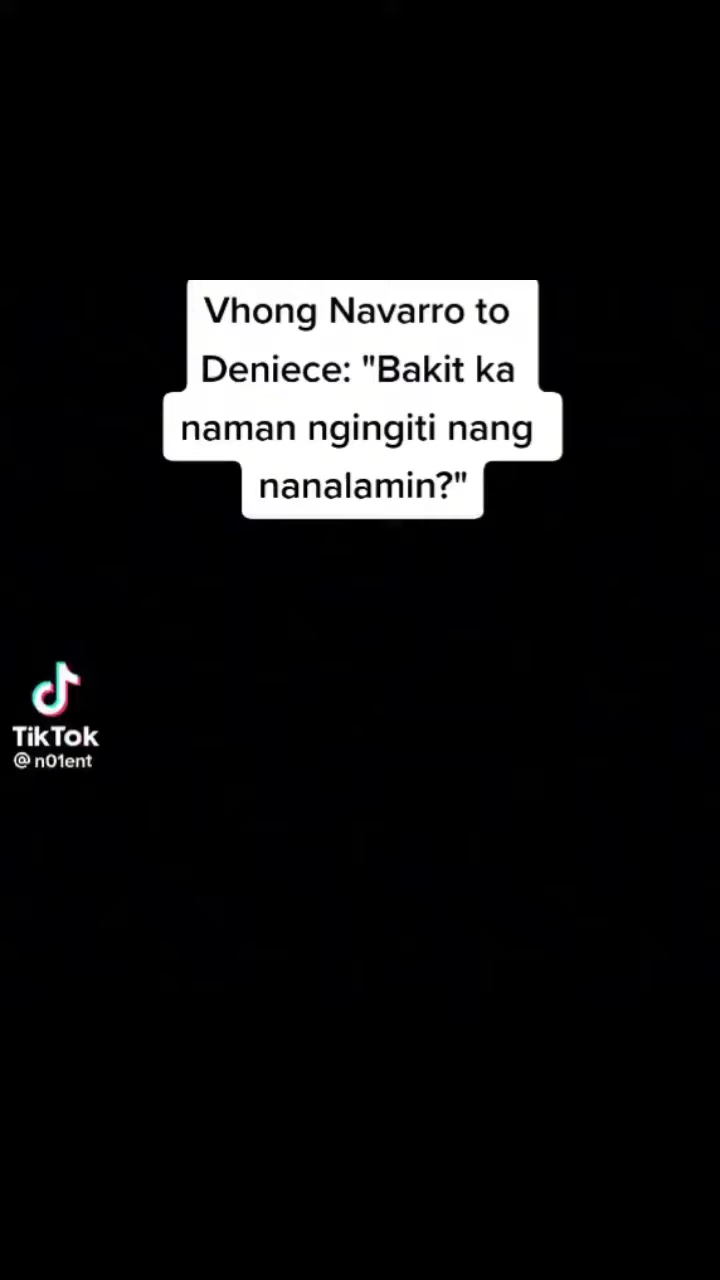 Vhong Navarro to
Deniece: "Bakit ka
naman ngingiti nang
nanalamin?"
TikTok
@n01ent